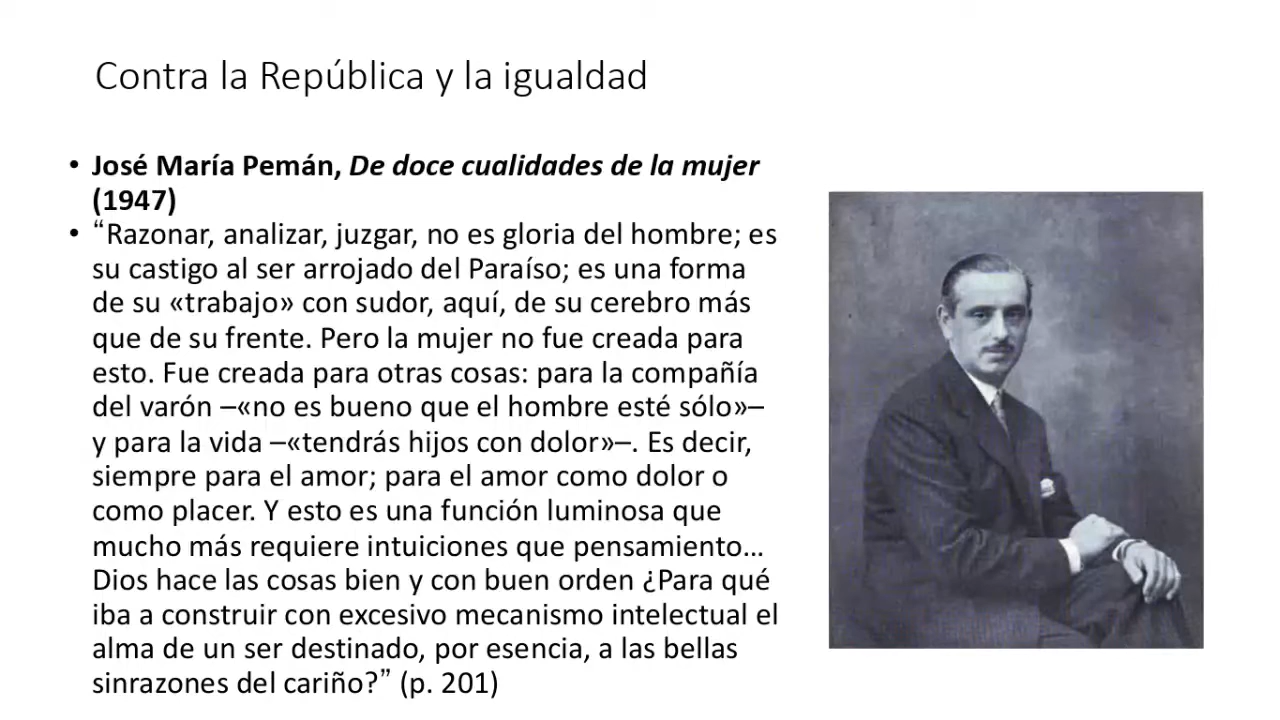 Contra la República y la igualdad
• José María Pemán, De doce cualidades de la mujer
(1947)
• “Razonar, analizar, juzgar, no es gloria del hombre; es
su castigo al ser arrojado del Paraíso; es una forma
de su «trabajo» con sudor, aquí, de su cerebro más
que de su frente. Pero la mujer no fue creada para
esto. Fue creada para otras cosas: para la compañía
del varón –«no es bueno que el hombre esté sólo»–
y para la vida –«tendrás hijos con dolor»–. Es decir,
siempre para el amor; para el amor como dolor o
como placer. Y esto es una función luminosa que
mucho más requiere intuiciones que pensamiento…
Dios hace las cosas bien y con buen orden ¿Para qué
iba a construir con excesivo mecanismo intelectual el
alma de un ser destinado, por esencia, a las bellas
sinrazones del cariño?” (p. 201)